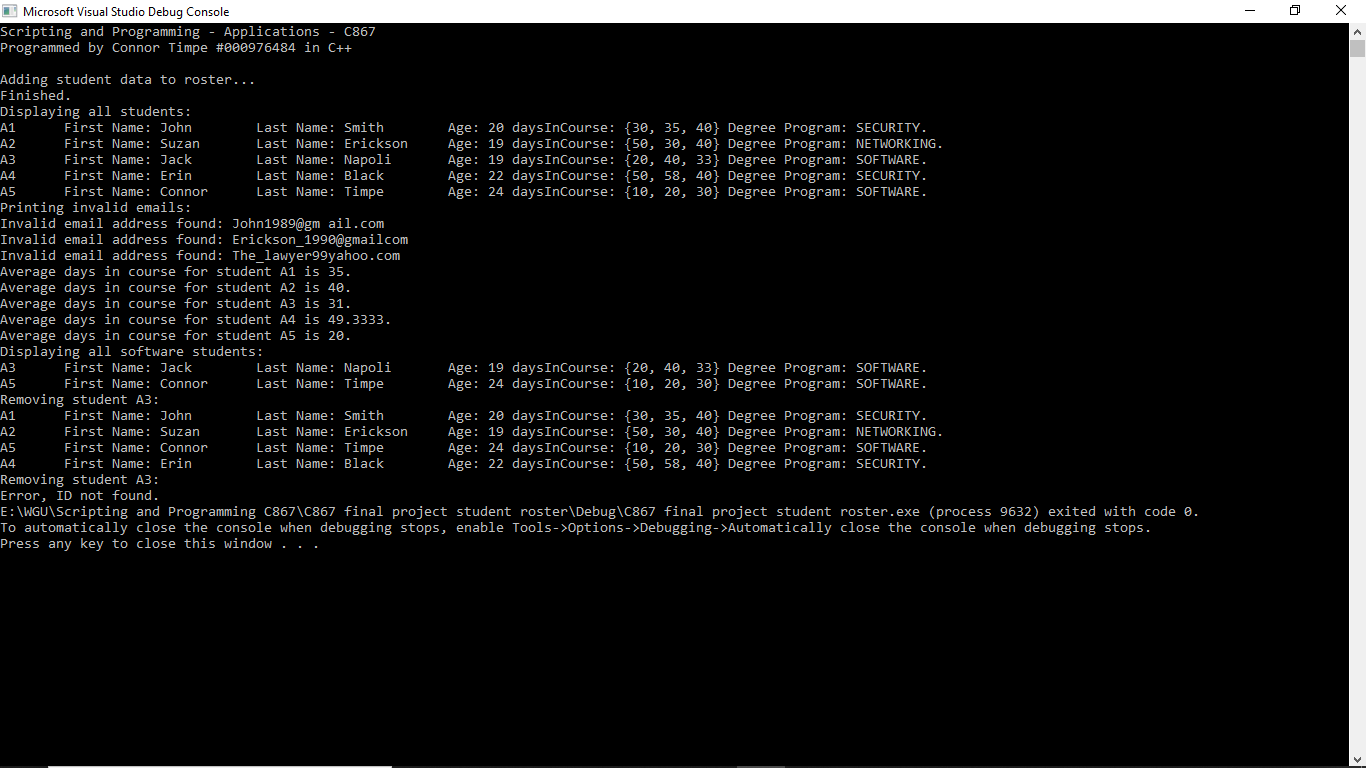 Microsoft Visual Studio Debug Console
Scripting and Programming - Applications - C867
Programmed by Connor Timpe #000976484 in C++
Adding student data to roster...
Finished.
Displaying all students:
A1 First Name: John Last Name: Smith Age: 20 daysInCourse: {30, 35, 40} Degree Program: SECURITY.
A2 First Name: Suzan Last Name: Erickson Age: 19 daysInCourse: {50, 30, 40} Degree Program: NETWORKING.
A3 First Name: Jack Last Name: Napoli Age: 19 daysInCourse: {20, 40, 33} Degree Program: SOFTWARE.
A4 First Name: Erin Last Name: Black Age: 22 daysInCourse: {50, 58, 40} Degree Program: SECURITY.
A5 First Name: Connor Last Name: Timpe Age: 24 daysInCourse: {10, 20, 30} Degree Program: SOFTWARE.
Printing invalid emails:
Invalid email address found: John1989@gm ail.com
Invalid email address found: Erickson_1990@gmailcom
Invalid email address found: The_lawyer99yahoo.com
Average days in course for student A1 is 35.
Average days in course for student A2 is 40.
Average days in course for student A3 is 31.
Average days in course for student A4 is 49.3333.
Average days in course for student A5 is 20.
Displaying all software students:
A3 First Name: Jack Last Name: Napoli Age: 19 daysInCourse: {20, 40, 33} Degree Program: SOFTWARE.
A5 First Name: Connor Last Name: Timpe Age: 24 daysInCourse: {10, 20, 30} Degree Program: SOFTWARE.
Removing student A3:
A1 First Name: John Last Name: Smith Age: 20 daysInCourse: {30, 35, 40} Degree Program: SECURITY.
A2 First Name: Suzan Last Name: Erickson Age: 19 daysInCourse: {50, 30, 40} Degree Program: NETWORKING.
A5 First Name: Connor Last Name: Timpe Age: 24 daysInCourse: {10, 20, 30} Degree Program: SOFTWARE.
A4 First Name: Erin Last Name: Black Age: 22 daysInCourse: {50, 58, 40} Degree Program: SECURITY.
Removing student A3:
Error, ID not found.
E:\WGU\Scripting and Programming C867\C867 final project student roster\Debug\C867 final project student roster.exe (process 9632) exited with code 0.
To automatically close the console when debugging stops, enable Tools->Options->Debugging->Automatically close the console when debugging stops.
Press any key to close this window . . .